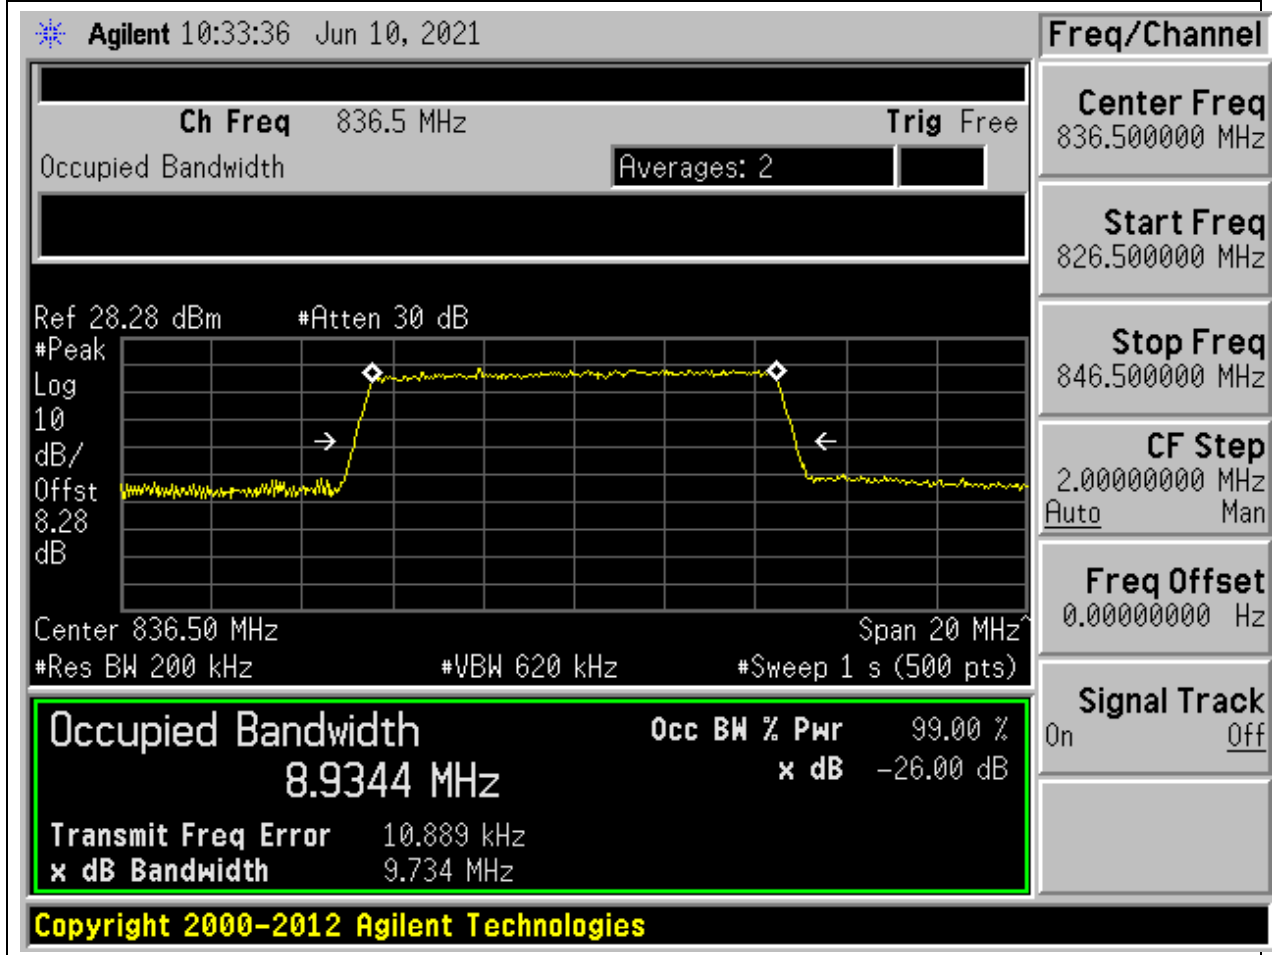 Agilent 10:33:36 Jun 10, 2021
Freq/Channel
Ch Freq 836.5 MHz Trig Free
Occupied Bandwidth Averages: 2
Ref 28.28 dBm #Atten 30 dB
#Peak
Log
10
dB/
Offst
8.28
dB
Center 836.50 MHz Span 20 MHz^
#Res BW 200 kHz #VBW 620 kHz #Sweep 1 s (500 pts)
Occupied Bandwidth Occ BW % Pwr 99.00 %
8.9344 MHz x dB -26.00 dB
Transmit Freq Error 10.889 kHz
x dB Bandwidth 9.734 MHz
Copyright 2000-2012 Agilent Technologies
Center Freq
836.500000 MHz
Start Freq
826.500000 MHz
Stop Freq
846.500000 MHz
CF Step
2.00000000 MHz
Auto Man
Freq Offset
0.00000000 Hz
Signal Track
On Off